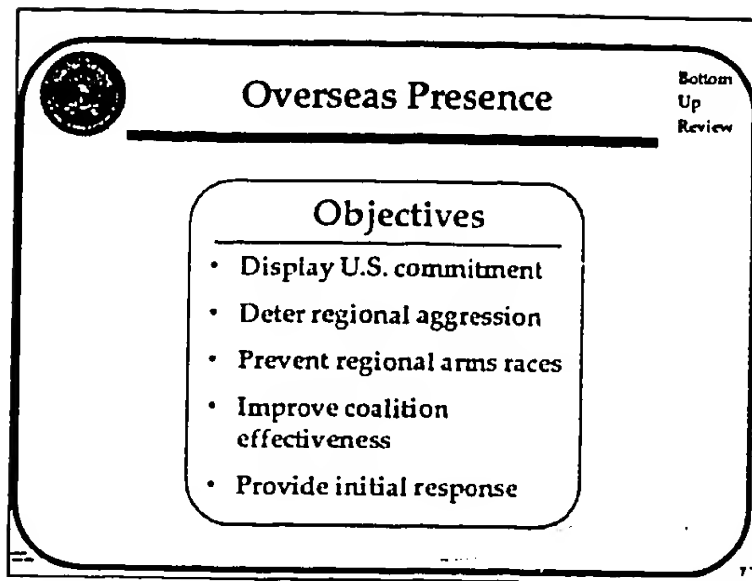 Overseas Presence
Bottom
Up
Review
Objectives
• Display U.S. commitment
• Deter regional aggression
• Prevent regional arms races
• Improve coalition
effectiveness
• Provide initial response